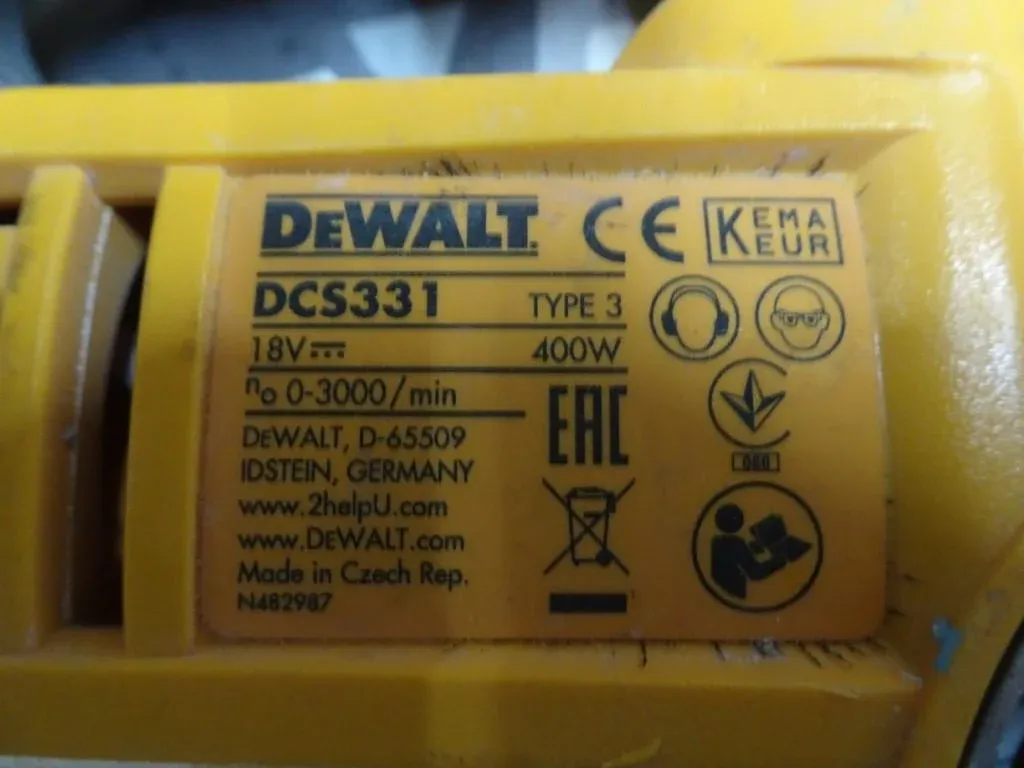 DEWALT. CE KEMA KEUR
DCS331 TYPE 3
18V 400W
no 0-3000/min
EAC
DEWALT, D-65509
IDSTEIN, GERMANY
www.2helpU.com
www.DEWALT.com
Made in Czech Rep.
N482987